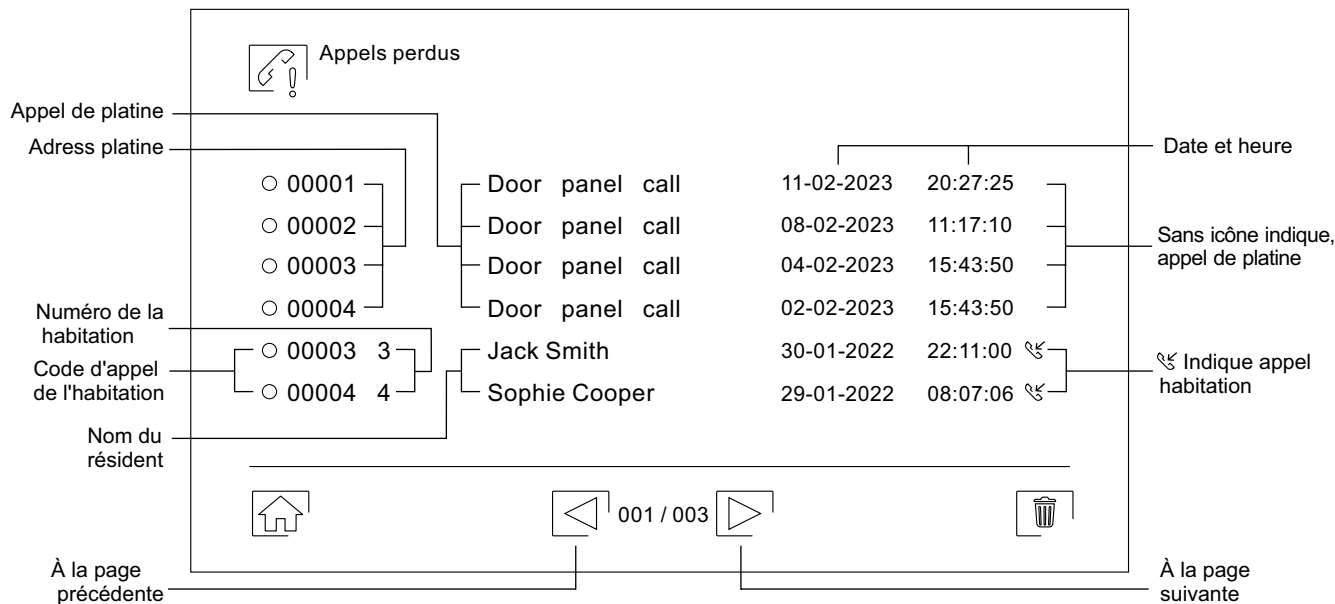 Appels perdus
Appel de platine
Adress platine
Date et heure
00001 Door panel call 11-02-2023 20:27:25
00002 Door panel call 08-02-2023 11:17:10
Sans icône indique,
appel de platine
00003 Door panel call 04-02-2023 15:43:50
00004 Door panel call 02-02-2023 15:43:50
Numéro de la
habitation
00003 3 Jack Smith 30-01-2022 22:11:00
Code d'appel
de l'habitation
Indique appel
habitation
00004 4 Sophie Cooper 29-01-2022 08:07:06
Nom du
résident
001 / 003
À la page
précédente
À la page
suivante